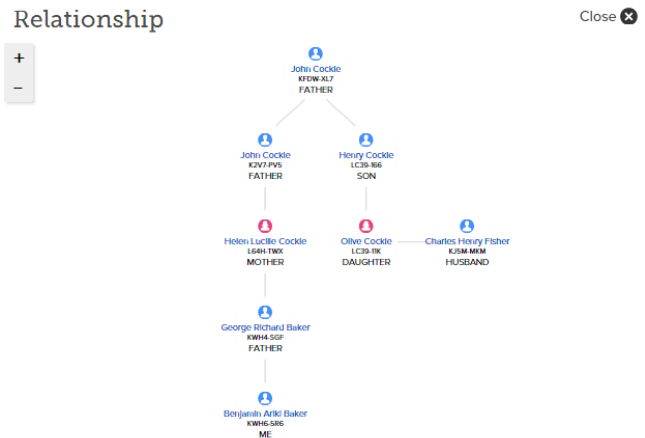 Relationship
Close
+
−
John Cockle
KFDW-XL7
FATHER
John Cockle
K2V7-PV5
FATHER
Henry Cockle
LC39-166
SON
Helen Lucille Cockle
L64H-TWX
MOTHER
Olive Cockle
LC39-11K
DAUGHTER
Charles Henry Fisher
KJ5M-MKM
HUSBAND
George Richard Baker
KWH4-SGF
FATHER
Benjamin Ariki Baker
KWH6-SR6
ME